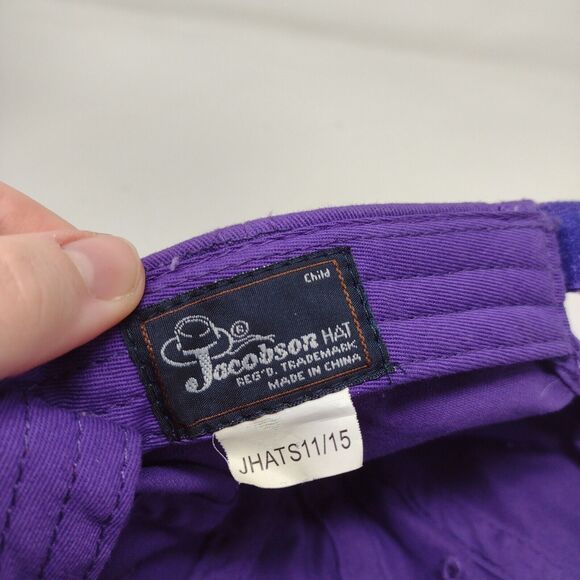 Child
®
Jacobson HAT
REG'D. TRADEMARK
MADE IN CHINA
JHATS11/15